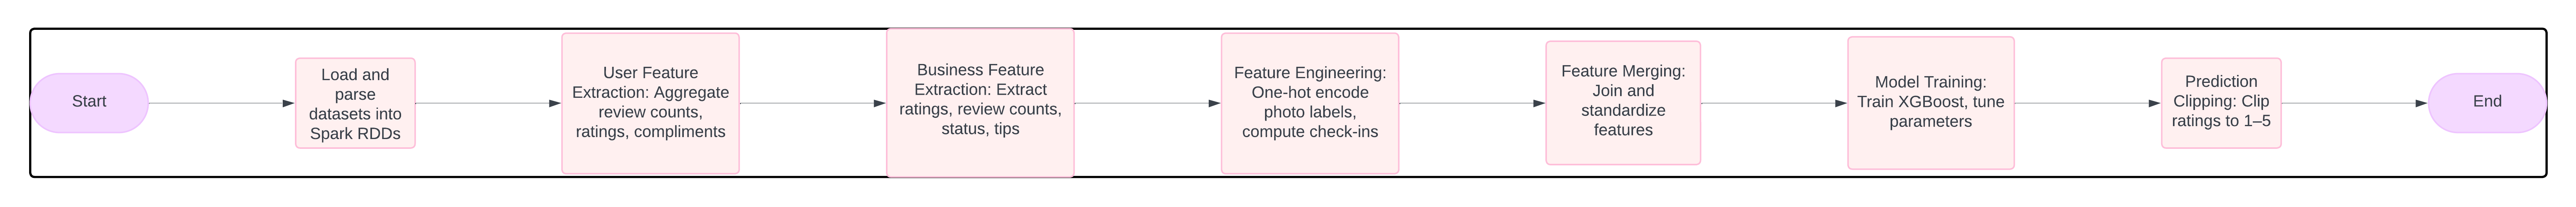 Start
Load and
parse
datasets into
Spark RDDs
User Feature
Extraction: Aggregate
review counts,
ratings, compliments
Business Feature
Extraction: Extract
ratings, review counts,
status, tips
Feature Engineering:
One-hot encode
photo labels,
compute check-ins
Feature Merging:
Join and
standardize
features
Model Training:
Train XGBoost, tune
parameters
Prediction
Clipping: Clip
ratings to 1–5
End